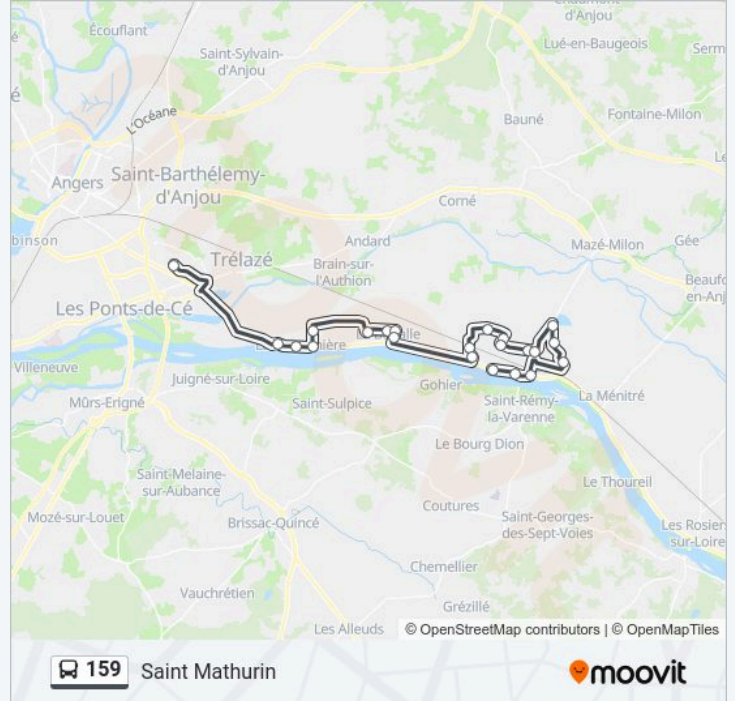 d'Anjou
Écouflant
Lué-en-Baugeois
Saint-Sylvain-
d'Anjou
é
L'Océane
Bauné
Fontaine-Milon
Saint-Barthélemy-
d'Anjou
Angers
Corné
binson
Andard
Mazé-Milon
Gée
Trélazé
Brain-sur-
l'Authion
en-Anj
Les Ponts-de-Cé
Villeneuve
Juigné-sur-Loire
Gohier
La Ménitré
Mûrs-Erigné
Saint-Sulpice
Saint-Rémy-
la-Varenne
Le Bourg Dion
Saint-Melaine-
sur-Aubance
Le Thoureil
Coutures
Mozé-sur-Louet
Brissac-Quincé
Saint-Georges-
des-Sept-Voies
Les Rosier
sur-Loire
Chemellier
Vauchrétien
Grézillé
Les Alleuds
© OpenStreetMap contributors | © OpenMapTiles
159 Saint Mathurin
moovit